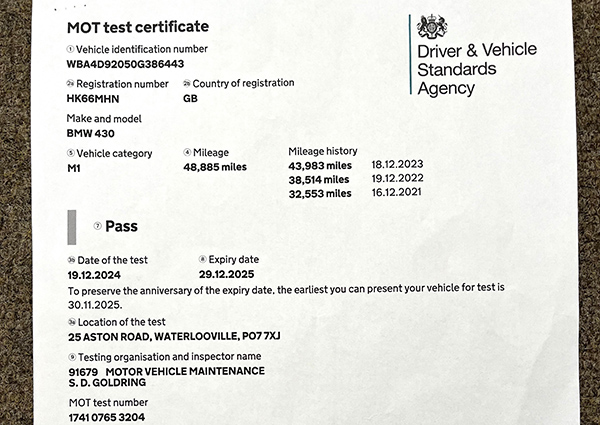 MOT test certificate
① Vehicle identification number
WBA4D92050G386443
2a Registration number 2b Country of registration
HK66MHN GB
Make and model
BMW 430
⑤ Vehicle category ④ Mileage Mileage history
M1 48,885 miles 43,983 miles 18.12.2023
38,514 miles 19.12.2022
32,553 miles 16.12.2021
⑦ Pass
3b Date of the test ⑧ Expiry date
19.12.2024 29.12.2025
To preserve the anniversary of the expiry date, the earliest you can present your vehicle for test is
30.11.2025.
3a Location of the test
25 ASTON ROAD, WATERLOOVILLE, PO7 7XJ
⑨ Testing organisation and inspector name
91679 MOTOR VEHICLE MAINTENANCE
S. D. GOLDRING
MOT test number
1741 0765 3204
Driver & Vehicle
Standards
Agency